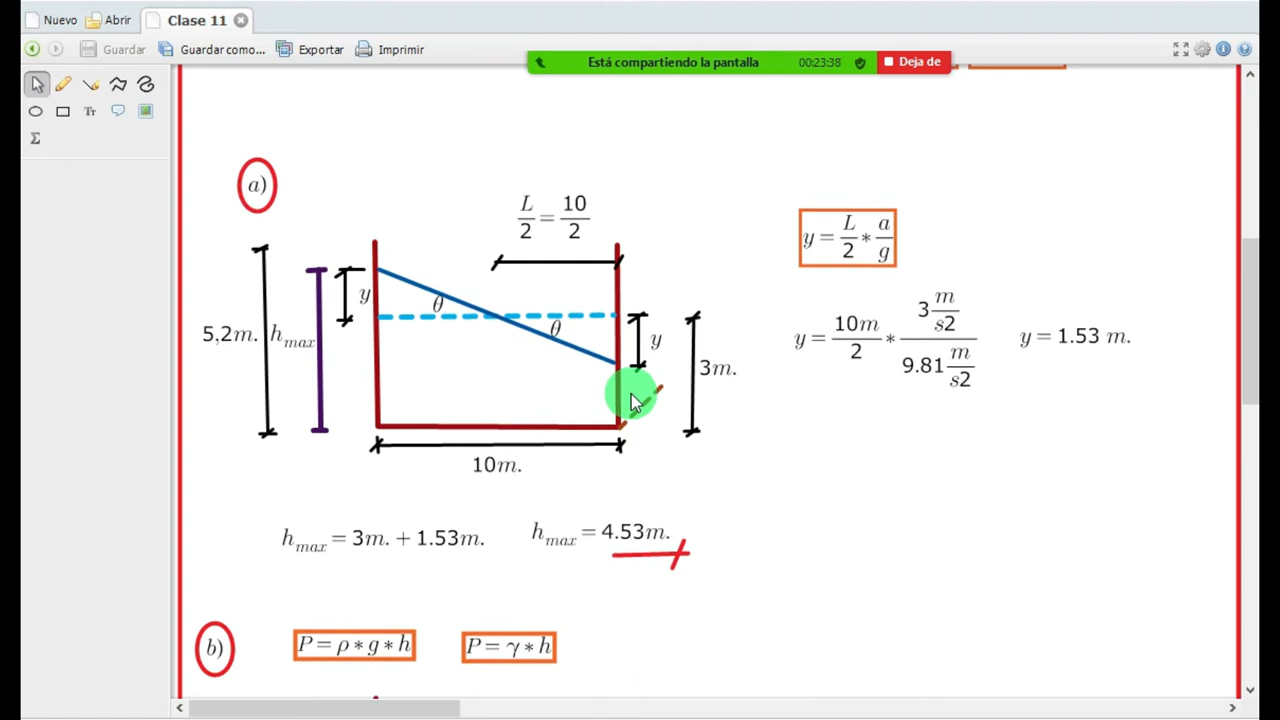 Nuevo Abrir Clase 11
Guardar Guardar como... Exportar Imprimir
Está compartiendo la pantalla 00:23:38 Deja de
Tt
Σ
a)
L/2 = 10/2
y = L/2 * a/g
y
θ
θ
5,2m.
h_max
y
3m.
y = 10m/2 * 3 m/s2 / 9.81 m/s2
y = 1.53 m.
10m.
h_max = 3m. + 1.53m.
h_max = 4.53m.
b)
P = ρ * g * h
P = γ * h